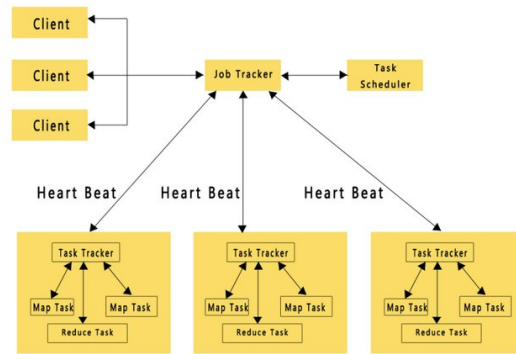 Client
Client
Job Tracker
Task
Scheduler
Client
Heart Beat
Heart Beat
Heart Beat
Task Tracker
Map Task
Map Task
Reduce Task
Task Tracker
Map Task
Map Task
Reduce Task
Task Tracker
Map Task
Map Task
Reduce Task